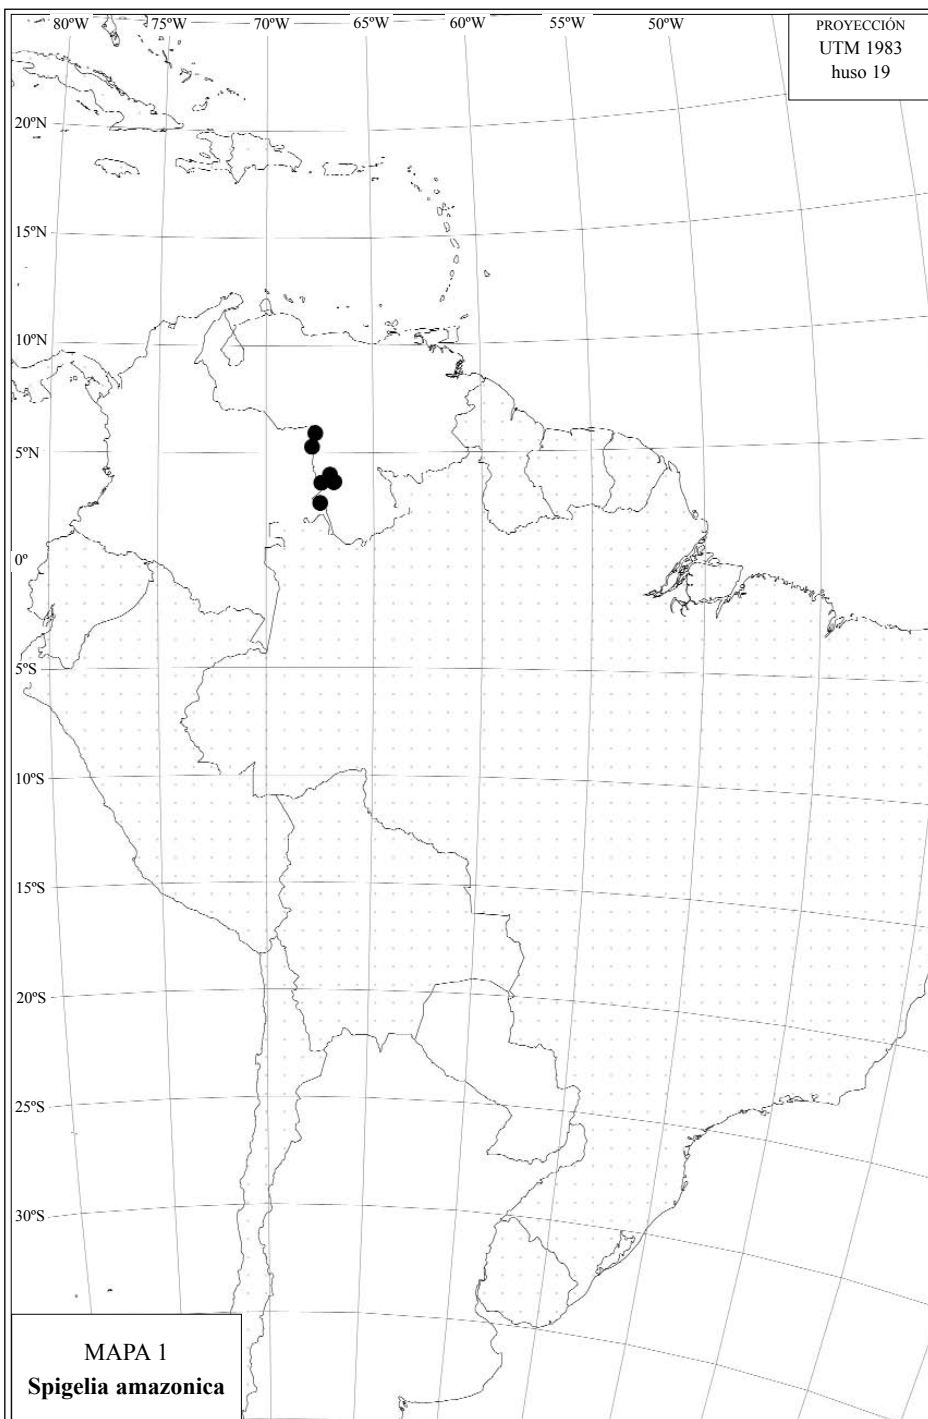 80ºW 75ºW 70ºW 65ºW 60ºW 55ºW 50ºW
PROYECCIÓN
UTM 1983
huso 19
20ºN
15ºN
10ºN
5ºN
0º
5ºS
10ºS
15ºS
20ºS
25ºS
30ºS
MAPA 1
Spigelia amazonica